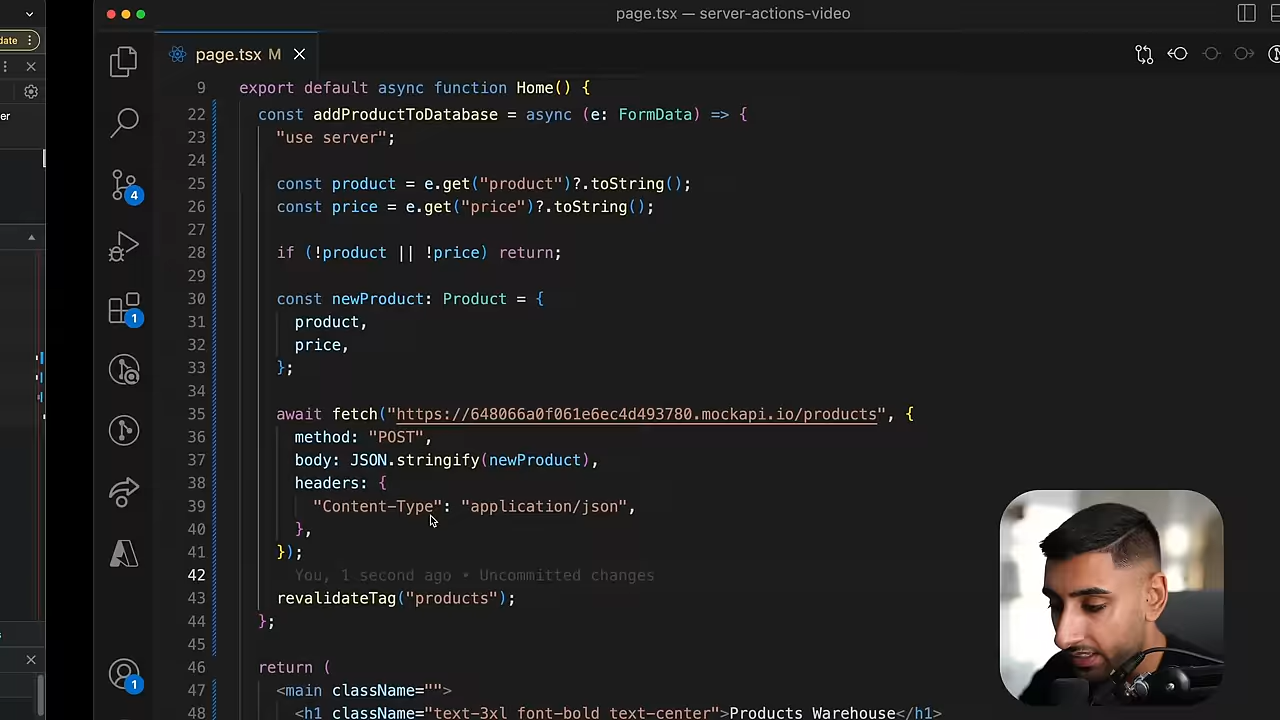 page.tsx — server-actions-video
date
page.tsx M
er
9 export default async function Home() {
22 const addProductToDatabase = async (e: FormData) => {
23 "use server";
24
25 const product = e.get("product")?.toString();
26 const price = e.get("price")?.toString();
27
28 if (!product || !price) return;
29
30 const newProduct: Product = {
31 product,
32 price,
33 };
34
35 await fetch("https://648066a0f061e6ec4d493780.mockapi.io/products", {
36 method: "POST",
37 body: JSON.stringify(newProduct),
38 headers: {
39 "Content-Type": "application/json",
40 },
41 });
42 You, 1 second ago • Uncommitted changes
43 revalidateTag("products");
44 };
45
46 return (
47 <main className="">
48 <h1 className="text-3xl font-bold text-center">Products Warehouse</h1>
4
1
1
s